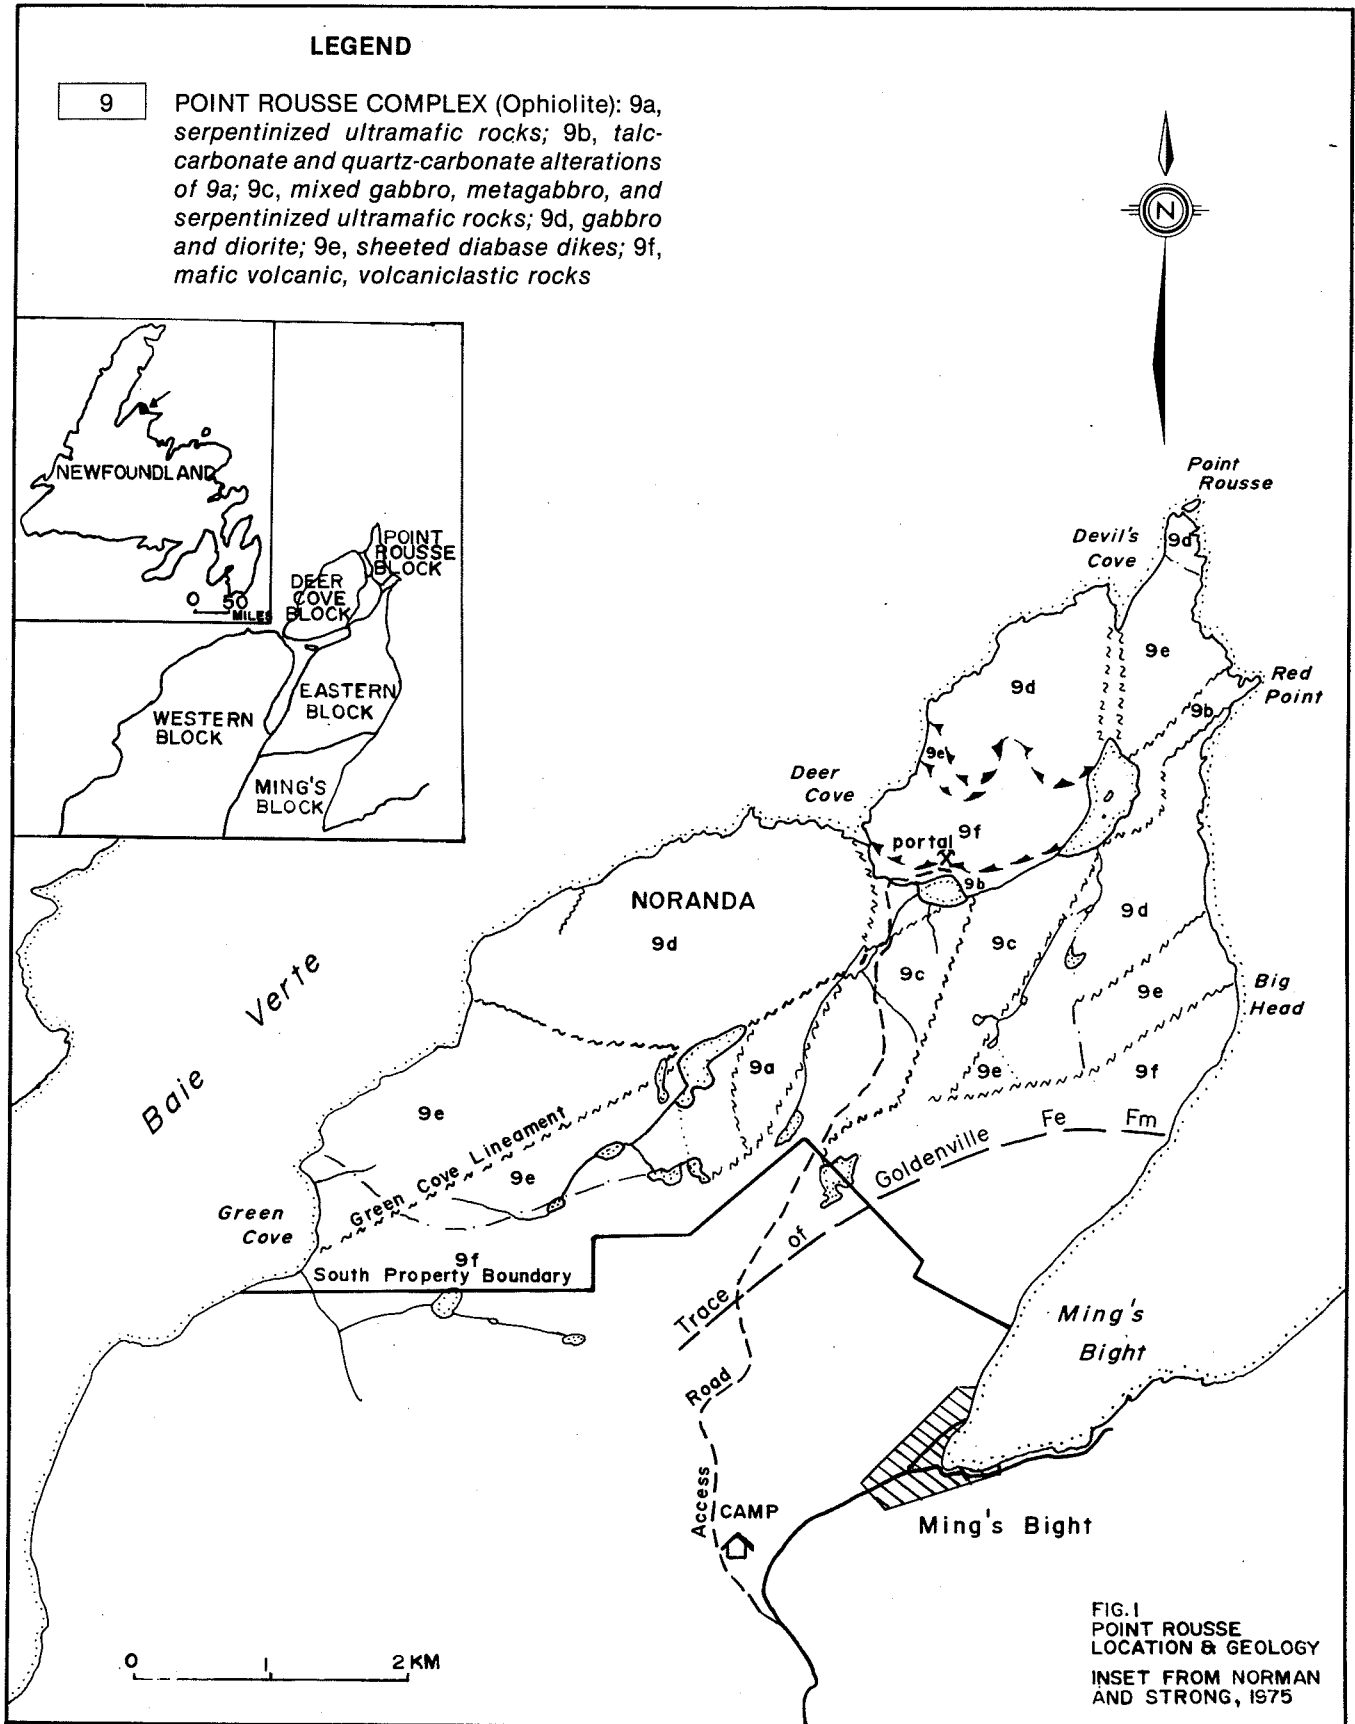 LEGEND
9
POINT ROUSSE COMPLEX (Ophiolite): 9a,
serpentinized ultramafic rocks; 9b, talc-
carbonate and quartz-carbonate alterations
of 9a; 9c, mixed gabbro, metagabbro, and
serpentinized ultramafic rocks; 9d, gabbro
and diorite; 9e, sheeted diabase dikes; 9f,
mafic volcanic, volcaniclastic rocks
N
NEWFOUNDLAND
0 50
MILES
POINT
ROUSSE
BLOCK
DEER
COVE
BLOCK
EASTERN
BLOCK
WESTERN
BLOCK
MING'S
BLOCK
Point
Rousse
Devil's
Cove
9d
9e
9d
Red
Point
9b
9e
Deer
Cove
9f
portal
9b
NORANDA
9d
9d
9c
9c
Big
Head
9e
Baie Verte
9a
9e
9f
9e
Green Cove Lineament
9e
Trace of Goldenville Fe Fm
Green
Cove
9f
South Property Boundary
Ming's
Bight
Access Road
CAMP
Ming's Bight
0 1 2 KM
FIG.1
POINT ROUSSE
LOCATION & GEOLOGY
INSET FROM NORMAN
AND STRONG, 1975